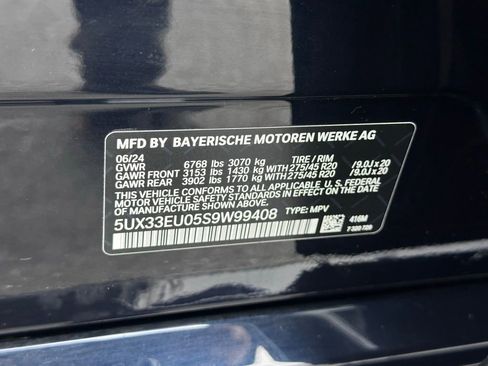 MFD BY BAYERISCHE MOTOREN WERKE AG
06/24
GVWR 6768 lbs 3070 kg TIRE / RIM
GAWR FRONT 3153 lbs 1430 kg WITH 275/45 R20 /9.0J x 20
GAWR REAR 3902 lbs 1770 kg WITH 275/45 R20 /9.0J x 20
THIS VEHICLE CONFORMS TO ALL APPLICABLE U.S. FEDERAL
MOTOR VEHICLE SAFETY STANDARDS IN EFFECT ON THE
DATE OF MANUFACTURE SHOWN ABOVE.
5UX33EU05S9W99408 TYPE: MPV
416M